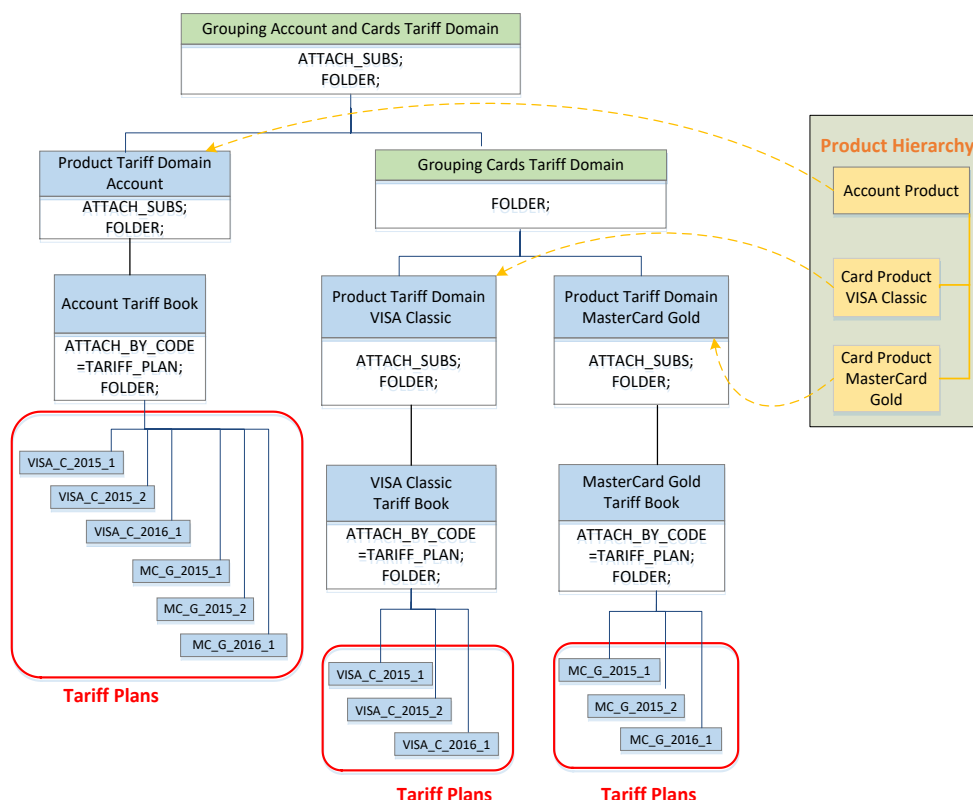 Grouping Account and Cards Tariff Domain
ATTACH_SUBS;
FOLDER;
Product Tariff Domain
Account
ATTACH_SUBS;
FOLDER;
Grouping Cards Tariff Domain
FOLDER;
Product Hierarchy
Account Product
Card Product
VISA Classic
Card Product
MasterCard
Gold
Account Tariff Book
ATTACH_BY_CODE
=TARIFF_PLAN;
FOLDER;
Product Tariff Domain
VISA Classic
ATTACH_SUBS;
FOLDER;
Product Tariff Domain
MasterCard Gold
ATTACH_SUBS;
FOLDER;
VISA_C_2015_1
VISA_C_2015_2
VISA_C_2016_1
MC_G_2015_1
MC_G_2015_2
MC_G_2016_1
Tariff Plans
VISA Classic
Tariff Book
ATTACH_BY_CODE
=TARIFF_PLAN;
FOLDER;
MasterCard Gold
Tariff Book
ATTACH_BY_CODE
=TARIFF_PLAN;
FOLDER;
VISA_C_2015_1
VISA_C_2015_2
VISA_C_2016_1
Tariff Plans
MC_G_2015_1
MC_G_2015_2
MC_G_2016_1
Tariff Plans